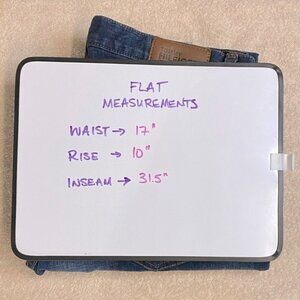 FLAT
MEASUREMENTS
WAIST → 17"
RISE → 10"
INSEAM → 31.5"